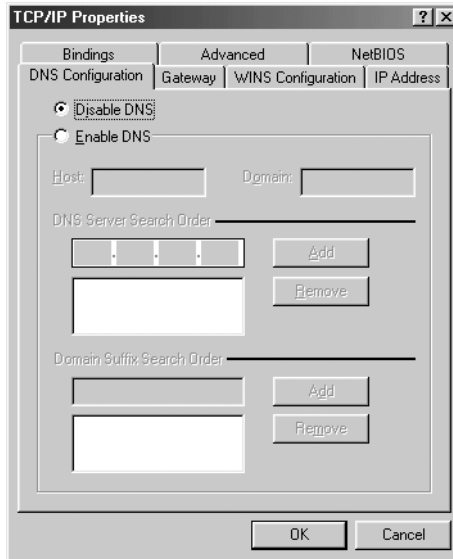 TCP/IP Properties
Bindings Advanced NetBIOS
DNS Configuration Gateway WINS Configuration IP Address
Disable DNS
Enable DNS
Host: Domain:
DNS Server Search Order
. . . Add
Remove
Domain Suffix Search Order
Add
Remove
OK Cancel